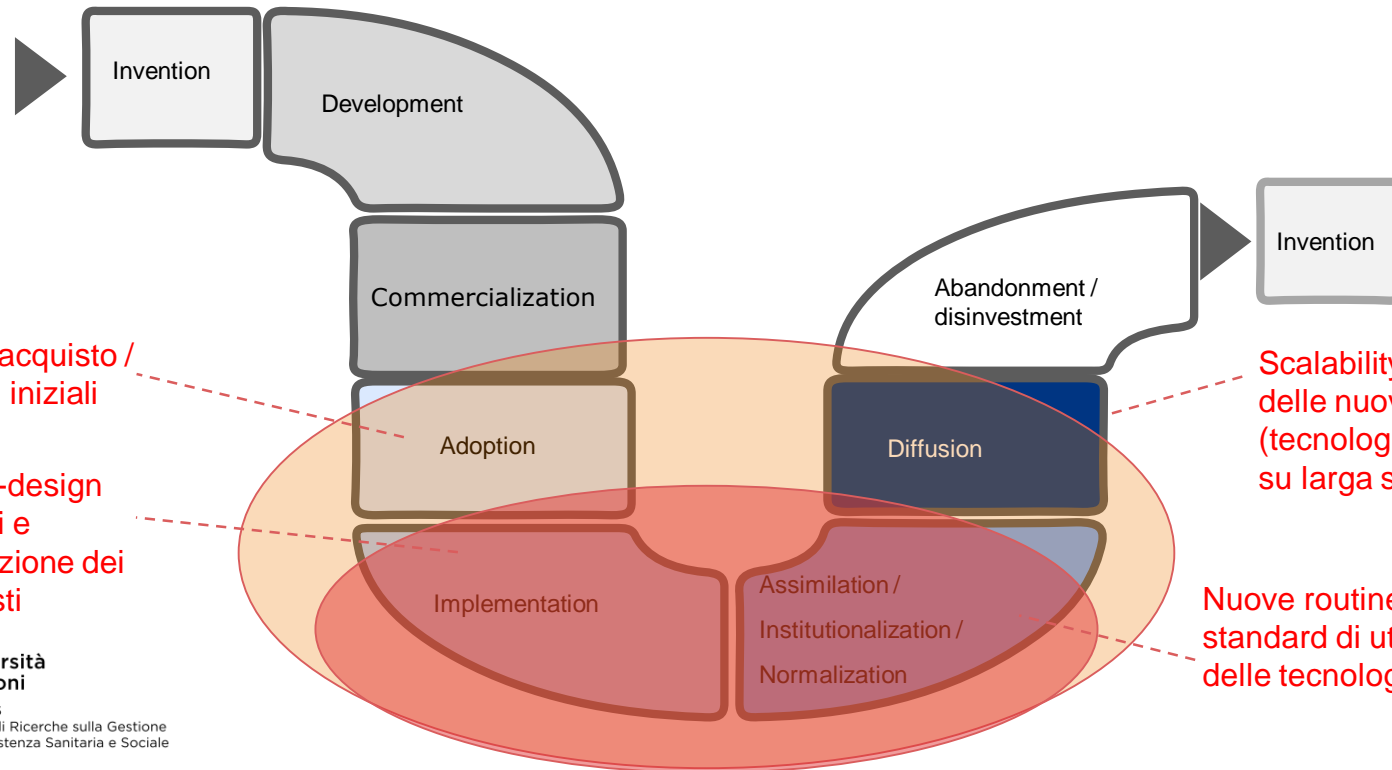 Invention
Development
Commercialization
Adoption
Implementation
Assimilation /
Institutionalization /
Normalization
Diffusion
Abandonment /
disinvestment
Invention
acquisto /
iniziali
-design
i e
zione dei
sti
Scalability
delle nuov
(tecnolog
su larga s
Nuove routine
standard di ut
delle tecnolog
rsità
oni
s
di Ricerche sulla Gestione
stenza Sanitaria e Sociale